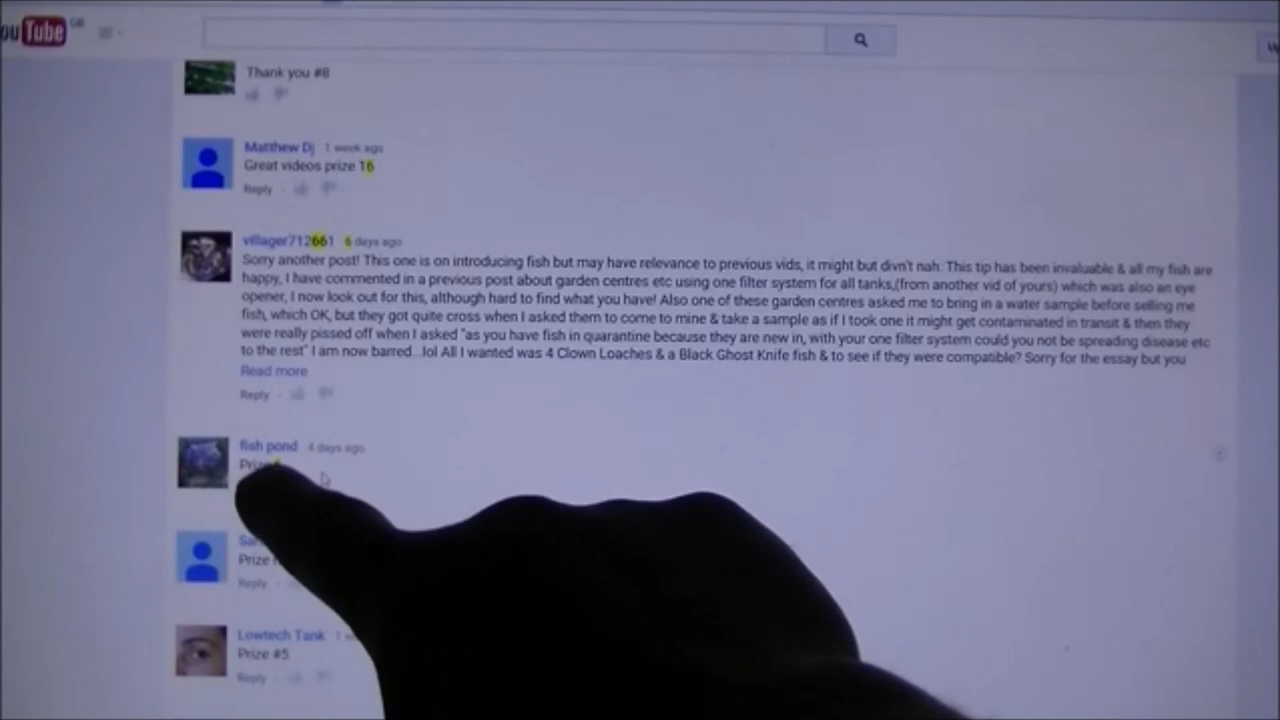 YouTube GB
Thank you #8
Matthew Dj 1 week ago
Great videos prize 16
Reply
villager712661 6 days ago
Sorry another post! This one is on introducing fish but may have relevance to previous vids, it might but divn't nah. This tip has been invaluable & all my fish are
happy, I have commented in a previous post about garden centres etc using one filter system for all tanks,(from another vid of yours) which was also an eye
opener, I now look out for this, although hard to find what you have! Also one of these garden centres asked me to bring in a water sample before selling me
fish, which OK, but they got quite cross when I asked them to come to mine & take a sample as if I took one it might get contaminated in transit & then they
were really pissed off when I asked "as you have fish in quarantine because they are new in, with your one filter system could you not be spreading disease etc
to the rest" I am now barred...lol All I wanted was 4 Clown Loaches & a Black Ghost Knife fish & to see if they were compatible? Sorry for the essay but you
Read more
Reply
fish pond 4 days ago
Prize
Prize
Reply
Lowtech Tank 1
Prize #5
Reply